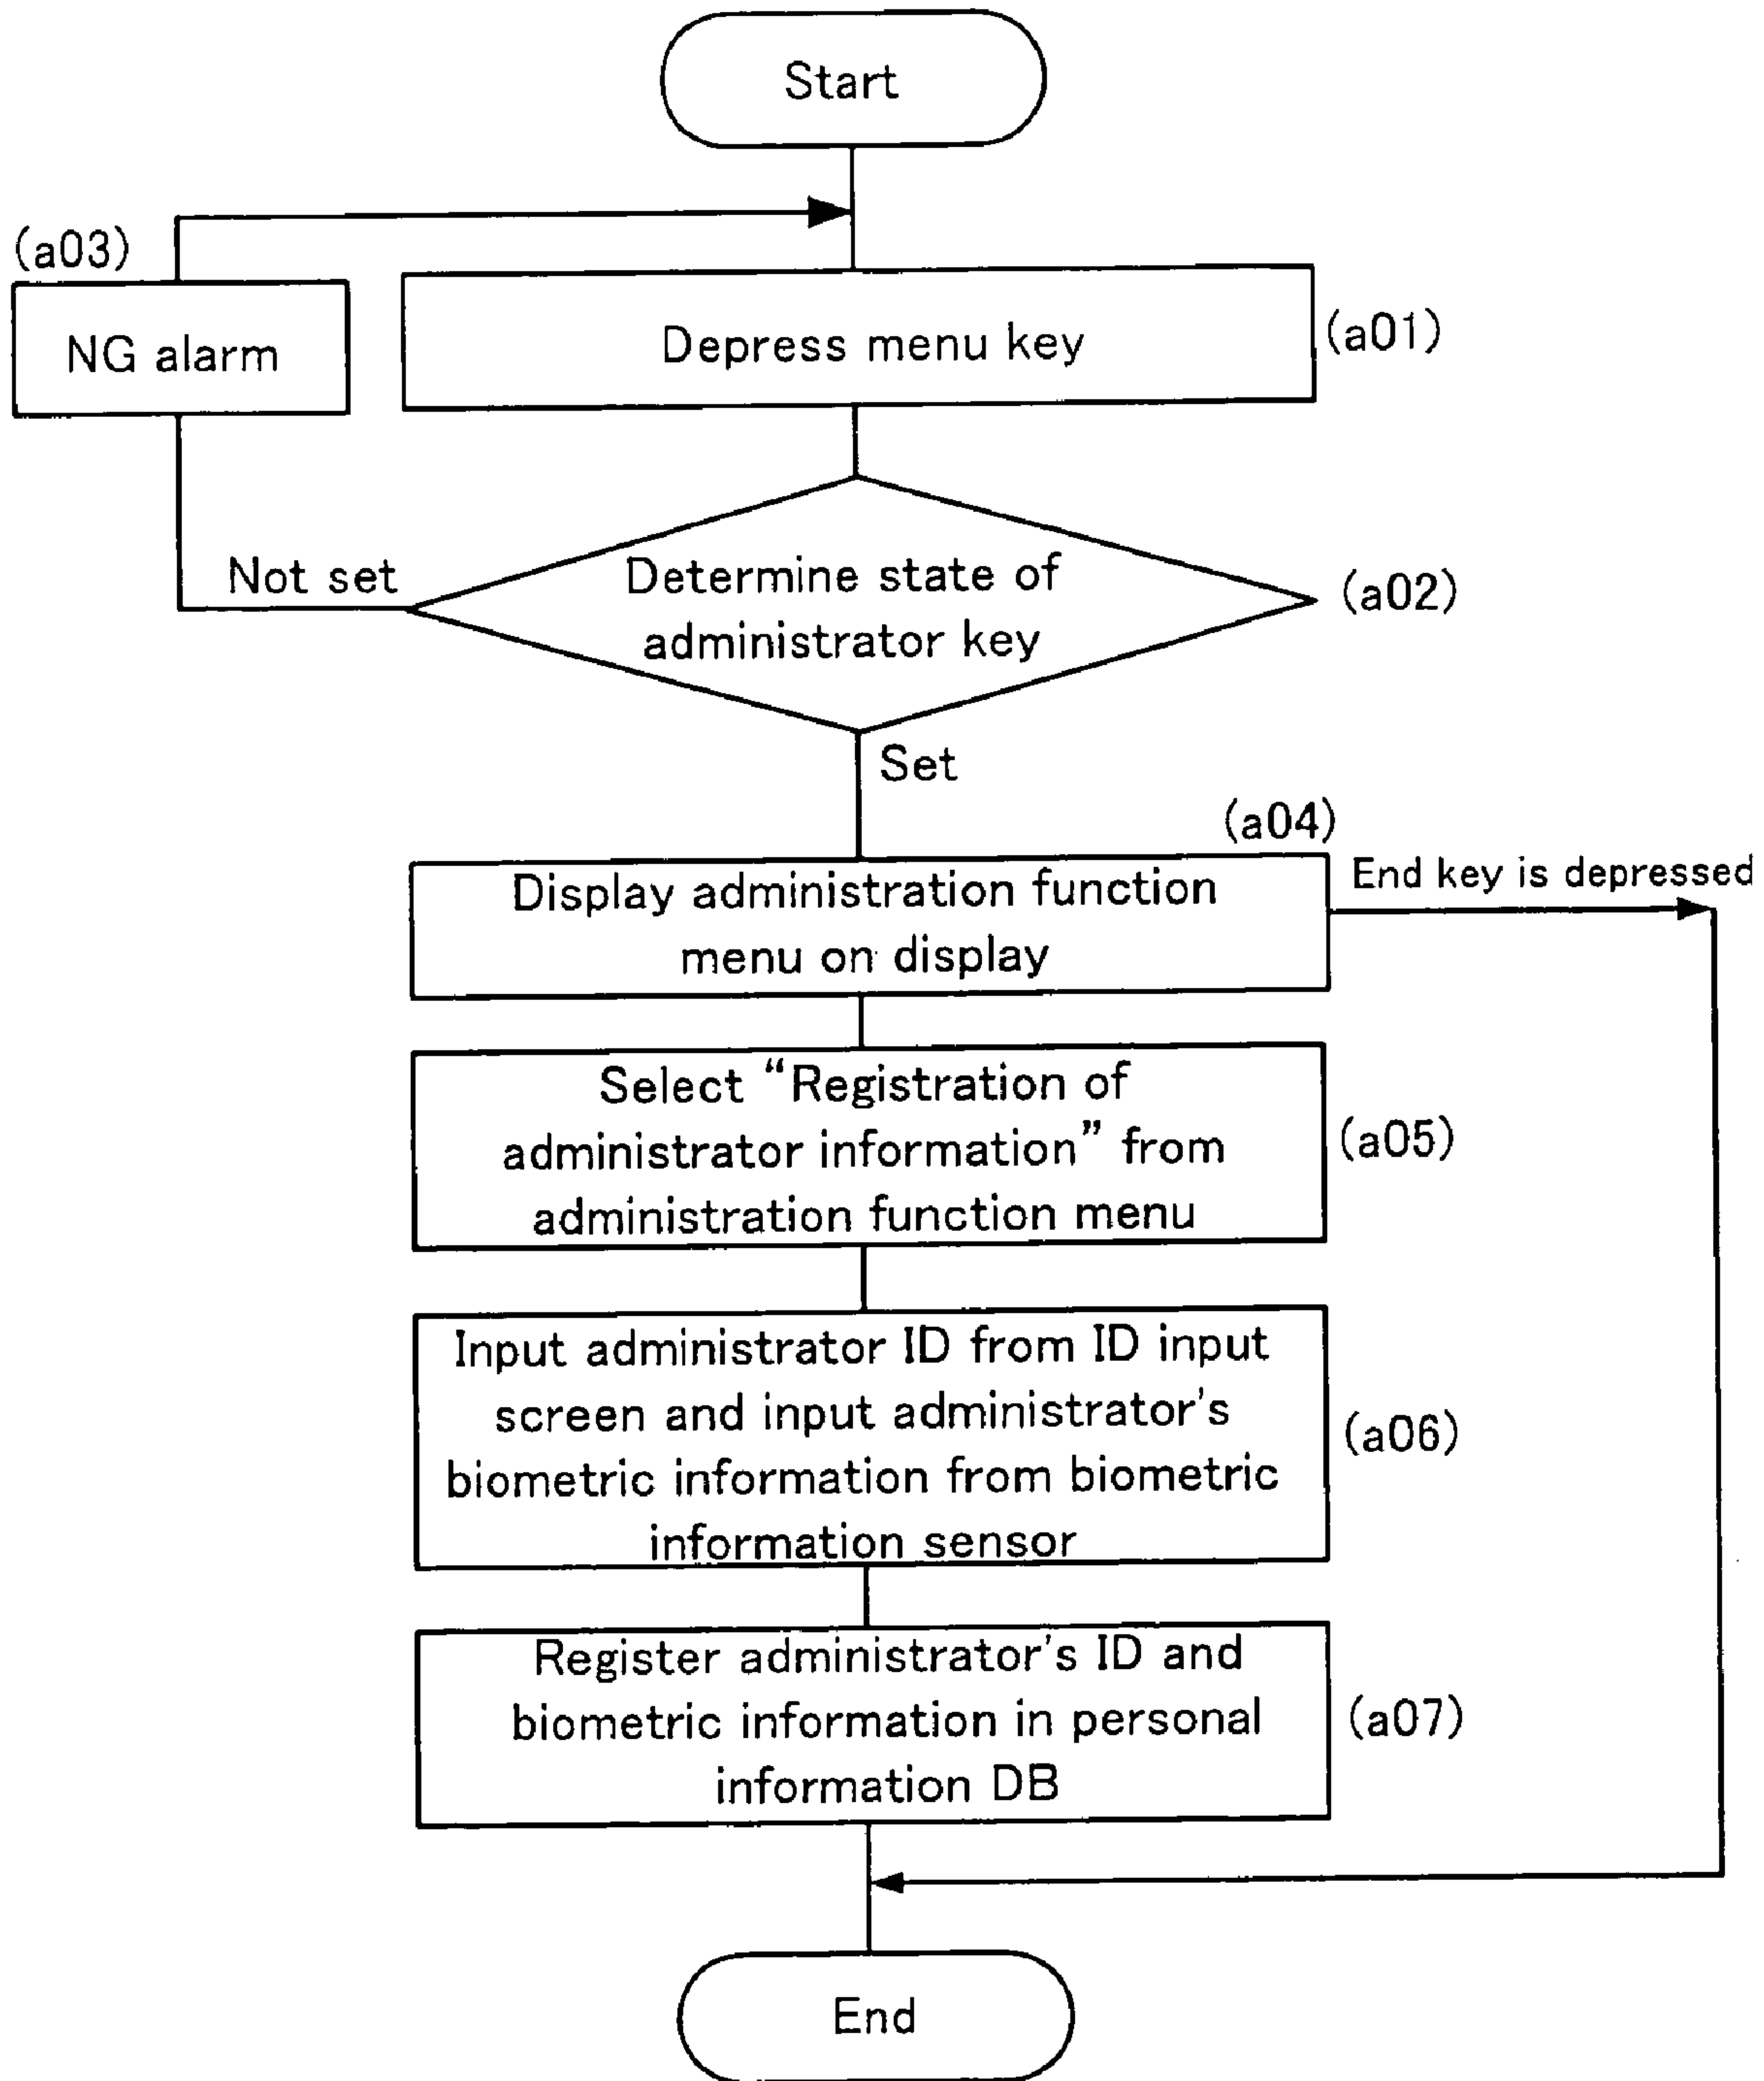 Start
(a03)
NG alarm
Depress menu key
(a01)
Not set
Determine state of
administrator key
(a02)
Set
(a04)
Display administration function
menu on display
End key is depressed
Select “Registration of
administrator information” from
administration function menu
(a05)
Input administrator ID from ID input
screen and input administrator's
biometric information from biometric
information sensor
(a06)
Register administrator's ID and
biometric information in personal
information DB
(a07)
End